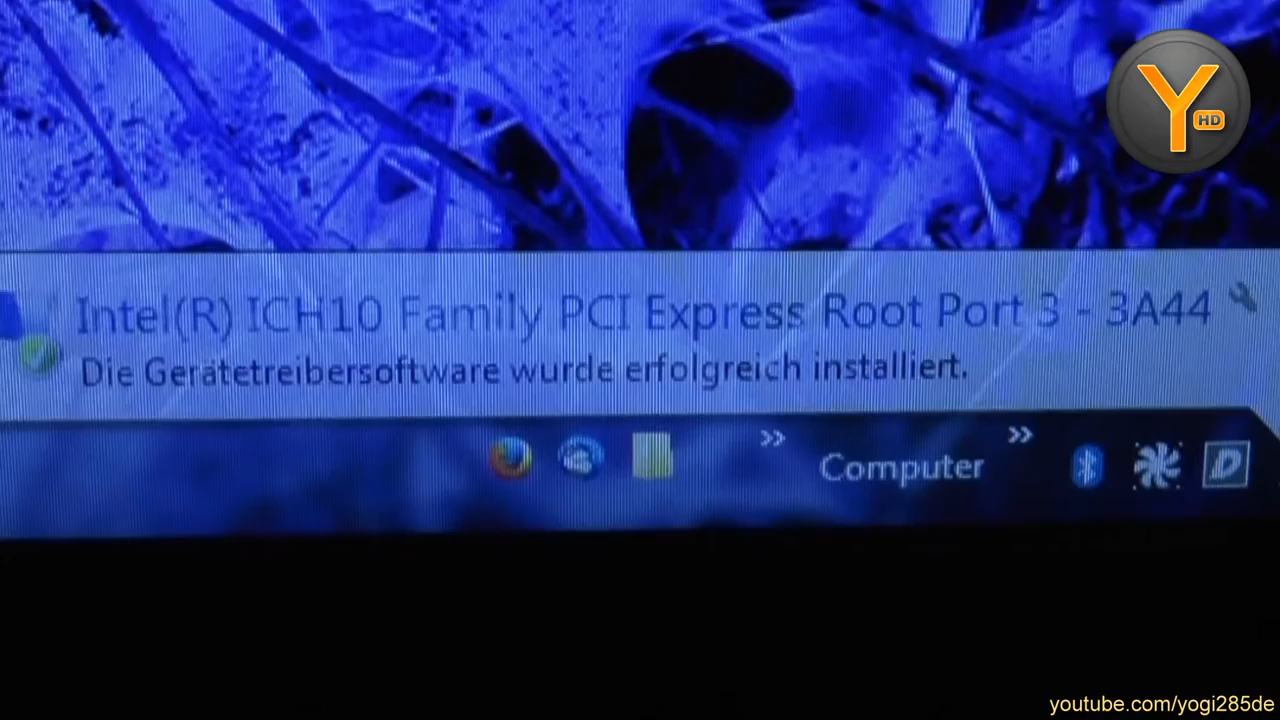 Y HD
Intel(R) ICH10 Family PCI Express Root Port 3 - 3A44
Die Gerätetreibersoftware wurde erfolgreich installiert.
» Computer »
D
youtube.com/yogi285de